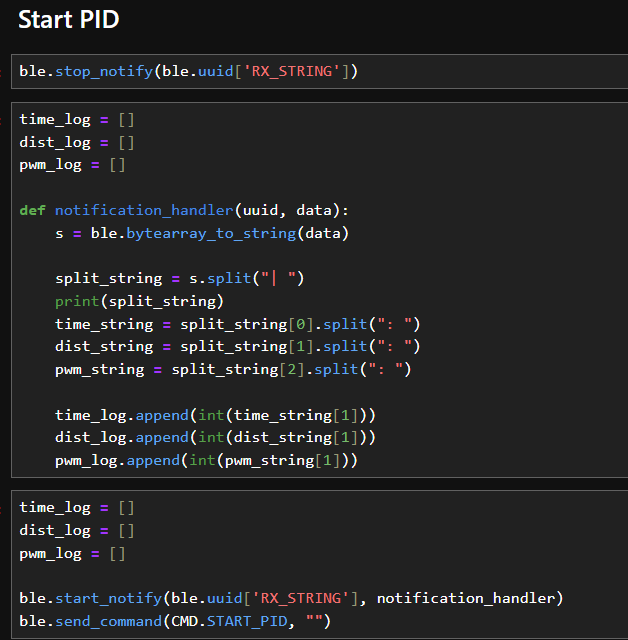 Start PID
ble.stop_notify(ble.uuid['RX_STRING'])
time_log = []
dist_log = []
pwm_log = []
def notification_handler(uuid, data):
    s = ble.bytearray_to_string(data)
    split_string = s.split("| ")
    print(split_string)
    time_string = split_string[0].split(": ")
    dist_string = split_string[1].split(": ")
    pwm_string = split_string[2].split(": ")
    time_log.append(int(time_string[1]))
    dist_log.append(int(dist_string[1]))
    pwm_log.append(int(pwm_string[1]))
time_log = []
dist_log = []
pwm_log = []
ble.start_notify(ble.uuid['RX_STRING'], notification_handler)
ble.send_command(CMD.START_PID, "")